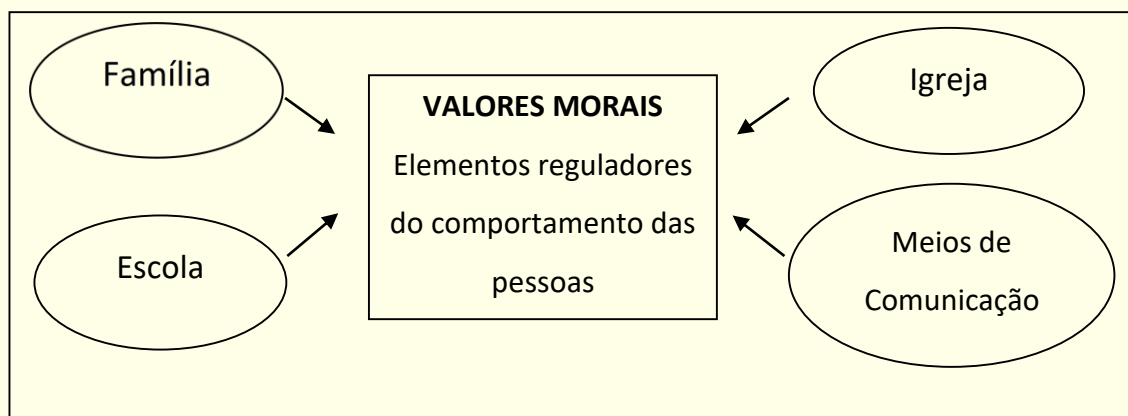 Família
Escola
VALORES MORAIS
Elementos reguladores
do comportamento das
pessoas
Igreja
Meios de
Comunicação